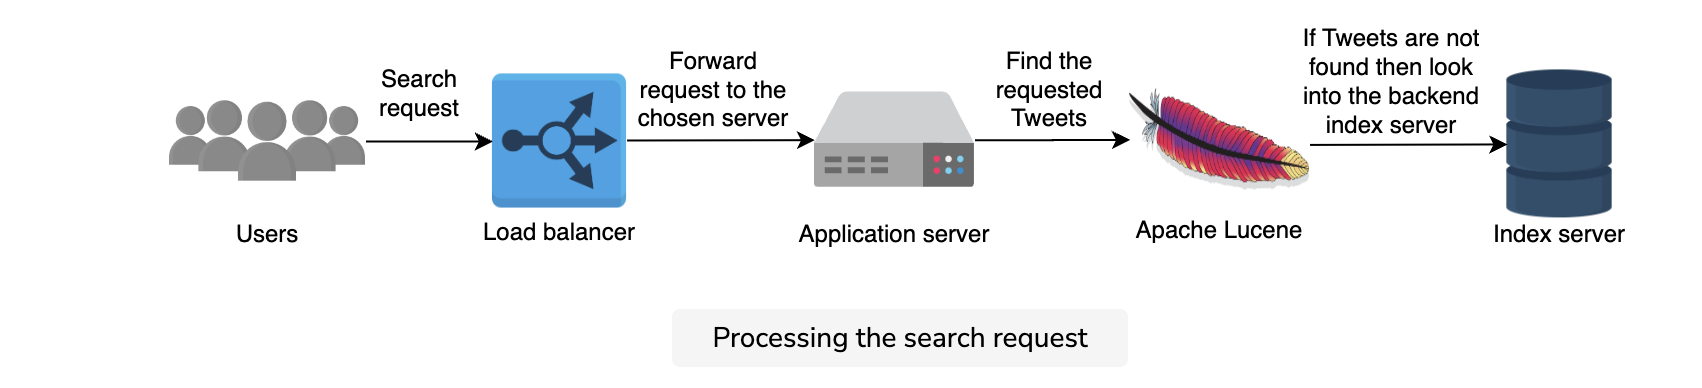 Search
request
Forward
request to the
chosen server
Find the
requested
Tweets
If Tweets are not
found then look
into the backend
index server
Users
Load balancer
Application server
Apache Lucene
Index server
Processing the search request